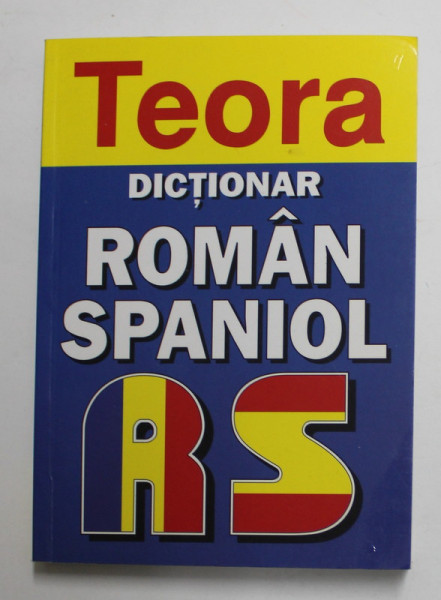 Teora
DICȚIONAR
ROMÂN
SPANIOL
RS